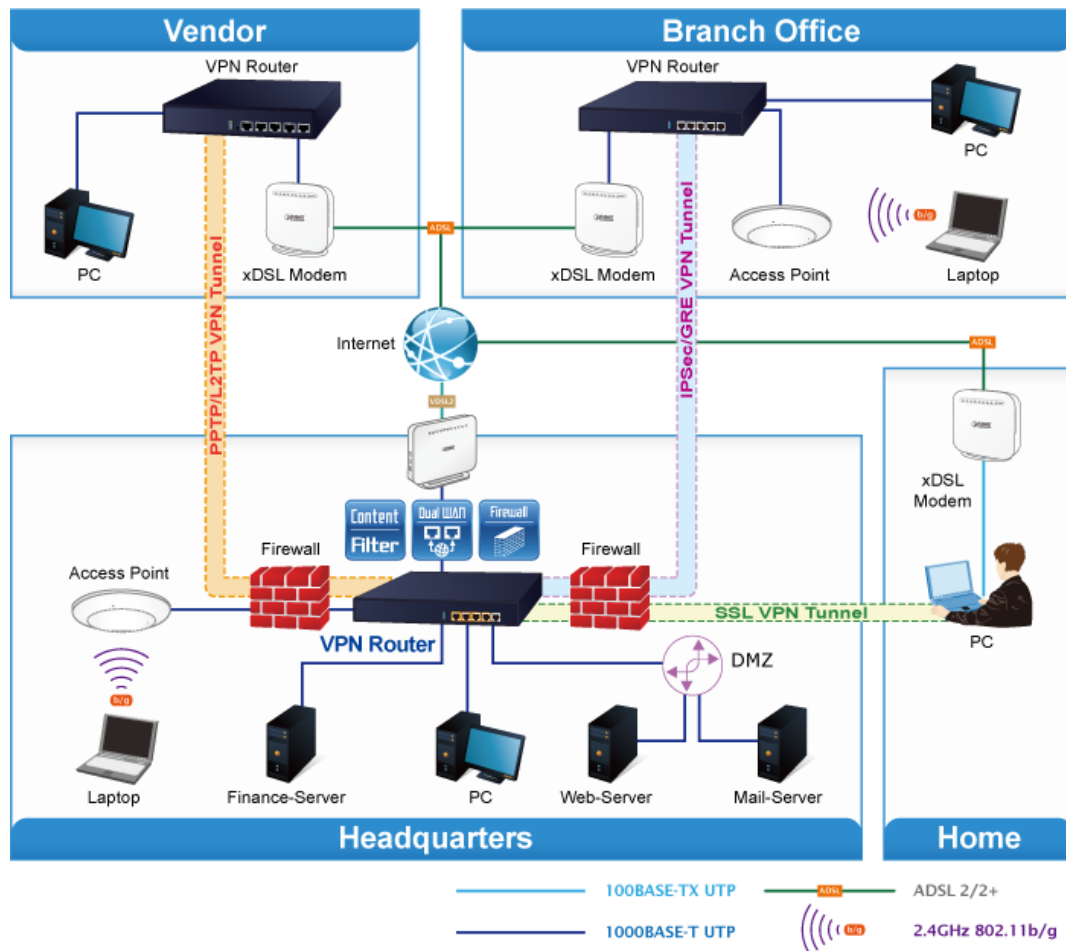 Vendor
Branch Office
VPN Router
VPN Router
PC
PC
xDSL Modem
ADSL
xDSL Modem
Access Point
b/g
Laptop
PPTP/L2TP VPN Tunnel
IPSec/GRE VPN Tunnel
Internet
ADSL
VDSL2
xDSL
Modem
Content
Filter
Dual WAN
Firewall
Firewall
Firewall
Access Point
SSL VPN Tunnel
VPN Router
PC
DMZ
b/g
Laptop
Finance-Server
PC
Web-Server
Mail-Server
Headquarters
Home
100BASE-TX UTP
ADSL
ADSL 2/2+
1000BASE-T UTP
b/g
2.4GHz 802.11b/g